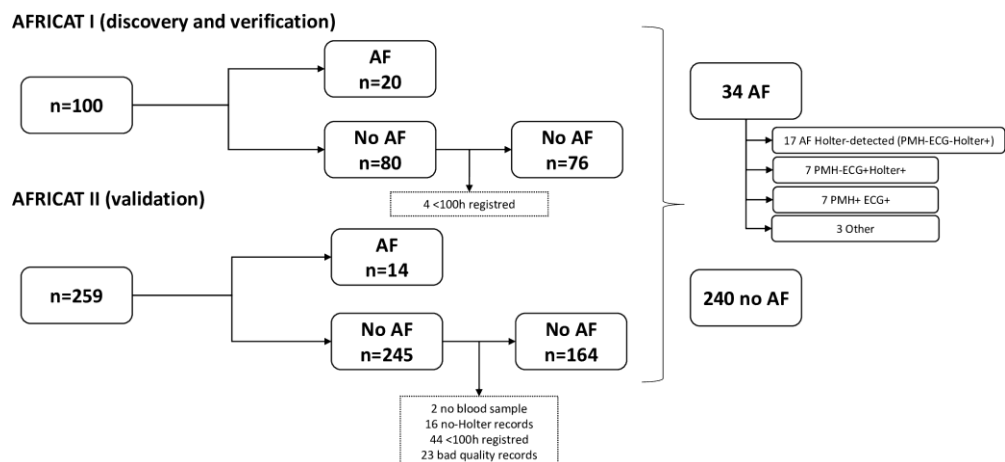 AFRICAT I (discovery and verification)
n=100
AF
n=20
No AF
n=80
No AF
n=76
4 <100h registred
AFRICAT II (validation)
n=259
AF
n=14
No AF
n=245
No AF
n=164
2 no blood sample
16 no-Holter records
44 <100h registred
23 bad quality records
34 AF
17 AF Holter-detected (PMH-ECG-Holter+)
7 PMH-ECG+Holter+
7 PMH+ ECG+
3 Other
240 no AF